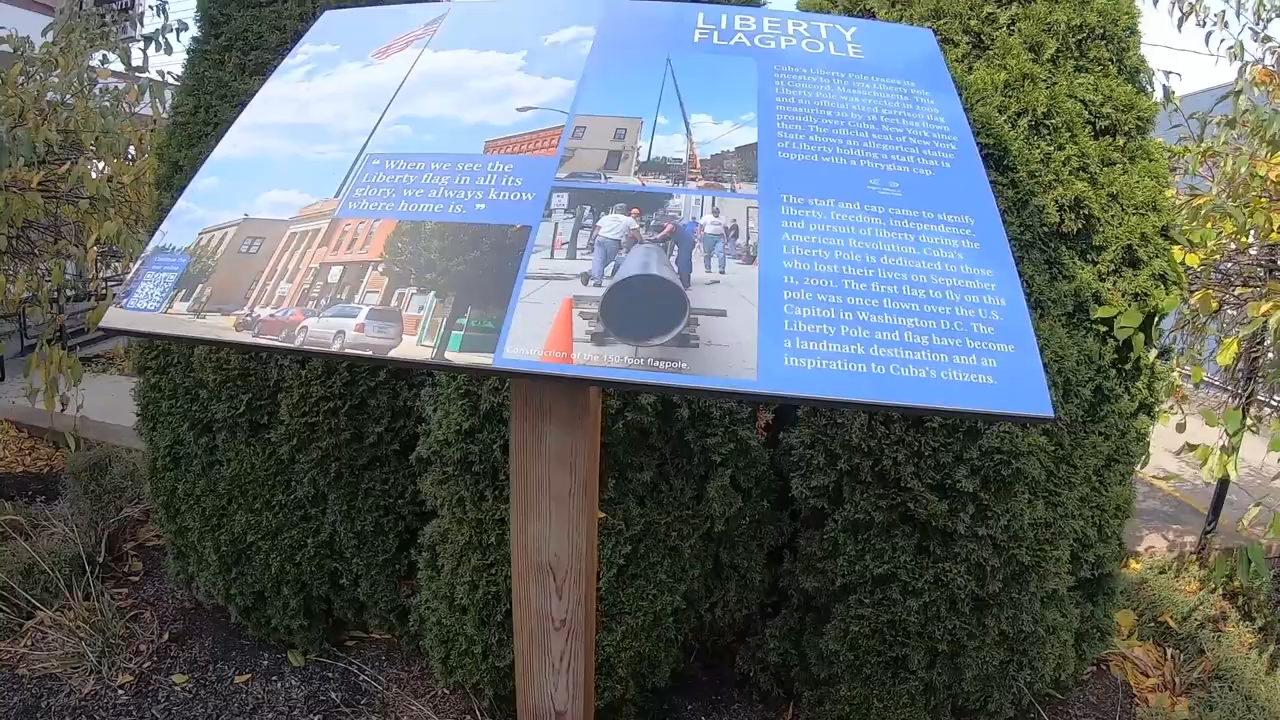 LIBERTY
FLAGPOLE
Cuba's Liberty Pole traces its
ancestry to the 1774 Liberty Pole
at Concord, Massachusetts. This
Liberty Pole was erected in 2000
and an official sized garrison flag
measuring 20 by 38 feet has flown
proudly over Cuba, New York since
then. The official seal of New York
State shows an allegorical statue
of Liberty holding a staff that is
topped with a Phrygian cap.
The staff and cap came to signify
liberty, freedom, independence,
and pursuit of liberty during the
American Revolution. Cuba's
Liberty Pole is dedicated to those
who lost their lives on September
11, 2001. The first flag to fly on this
pole was once flown over the U.S.
Capitol in Washington D.C. The
Liberty Pole and flag have become
a landmark destination and an
inspiration to Cuba's citizens.
“ When we see the
Liberty flag in all its
glory, we always know
where home is. ”
Construction of the 150-foot flagpole.